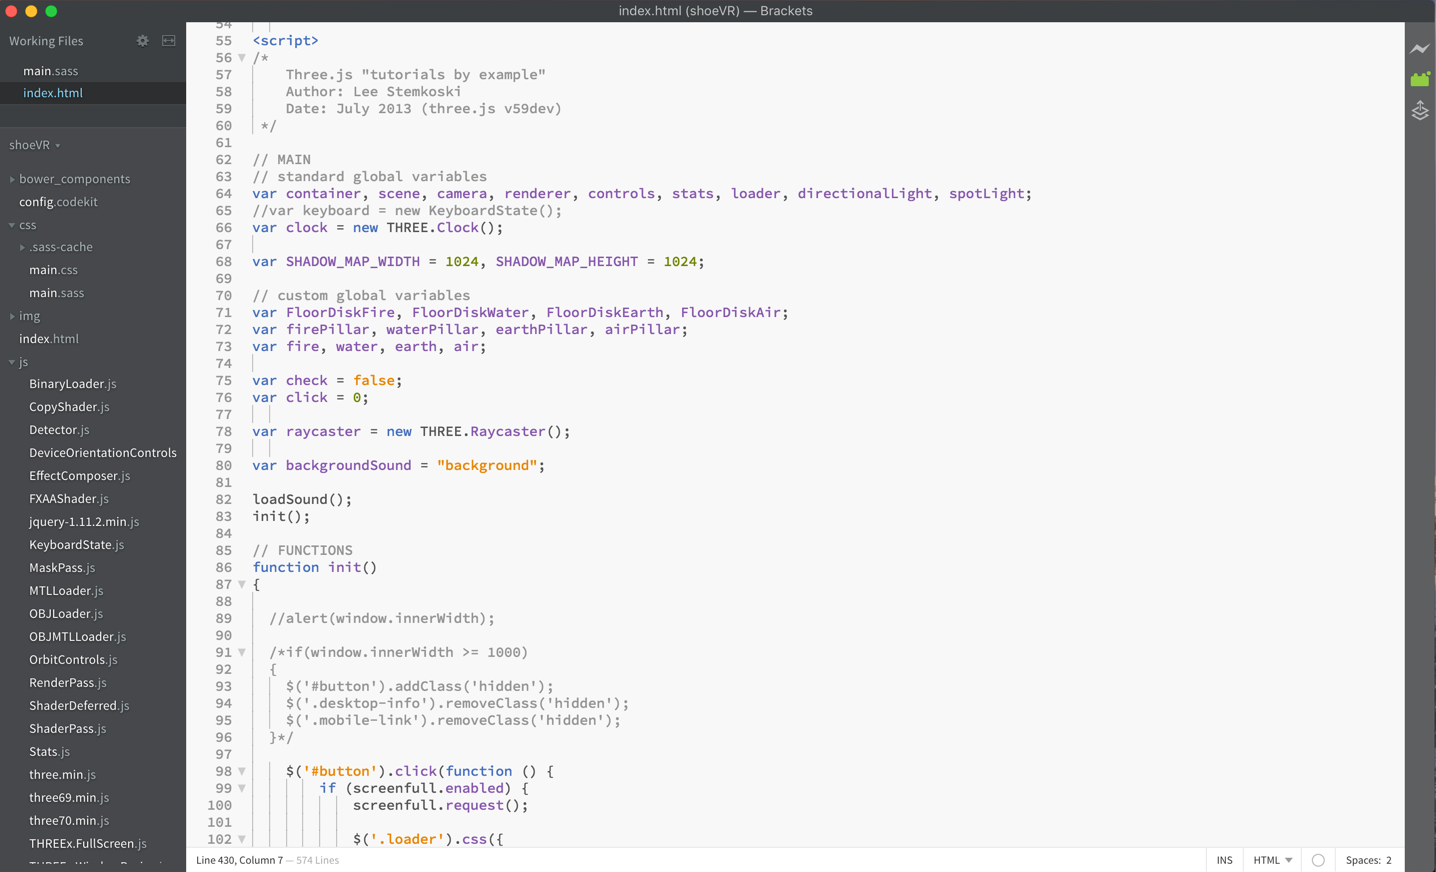 index.html (shoeVR) — Brackets
Working Files
main.sass
index.html
shoeVR
bower_components
config.codekit
css
.sass-cache
main.css
main.sass
img
index.html
js
BinaryLoader.js
CopyShader.js
Detector.js
DeviceOrientationControls
EffectComposer.js
FXAAShader.js
jquery-1.11.2.min.js
KeyboardState.js
MaskPass.js
MTLLoader.js
OBJLoader.js
OBJMTLLoader.js
OrbitControls.js
RenderPass.js
ShaderDeferred.js
ShaderPass.js
Stats.js
three.min.js
three69.min.js
three70.min.js
THREEx.FullScreen.js
54
55 <script>
56 /*
57 Three.js "tutorials by example"
58 Author: Lee Stemkoski
59 Date: July 2013 (three.js v59dev)
60 */
61
62 // MAIN
63 // standard global variables
64 var container, scene, camera, renderer, controls, stats, loader, directionalLight, spotLight;
65 //var keyboard = new KeyboardState();
66 var clock = new THREE.Clock();
67
68 var SHADOW_MAP_WIDTH = 1024, SHADOW_MAP_HEIGHT = 1024;
69
70 // custom global variables
71 var FloorDiskFire, FloorDiskWater, FloorDiskEarth, FloorDiskAir;
72 var firePillar, waterPillar, earthPillar, airPillar;
73 var fire, water, earth, air;
74
75 var check = false;
76 var click = 0;
77
78 var raycaster = new THREE.Raycaster();
79
80 var backgroundSound = "background";
81
82 loadSound();
83 init();
84
85 // FUNCTIONS
86 function init()
87 {
88
89 //alert(window.innerWidth);
90
91 /*if(window.innerWidth >= 1000)
92 {
93 $('#button').addClass('hidden');
94 $('.desktop-info').removeClass('hidden');
95 $('.mobile-link').removeClass('hidden');
96 }*/
97
98 $('#button').click(function () {
99 if (screenfull.enabled) {
100 screenfull.request();
101
102 $('.loader').css({
Line 430, Column 7 — 574 Lines
INS
HTML
Spaces: 2